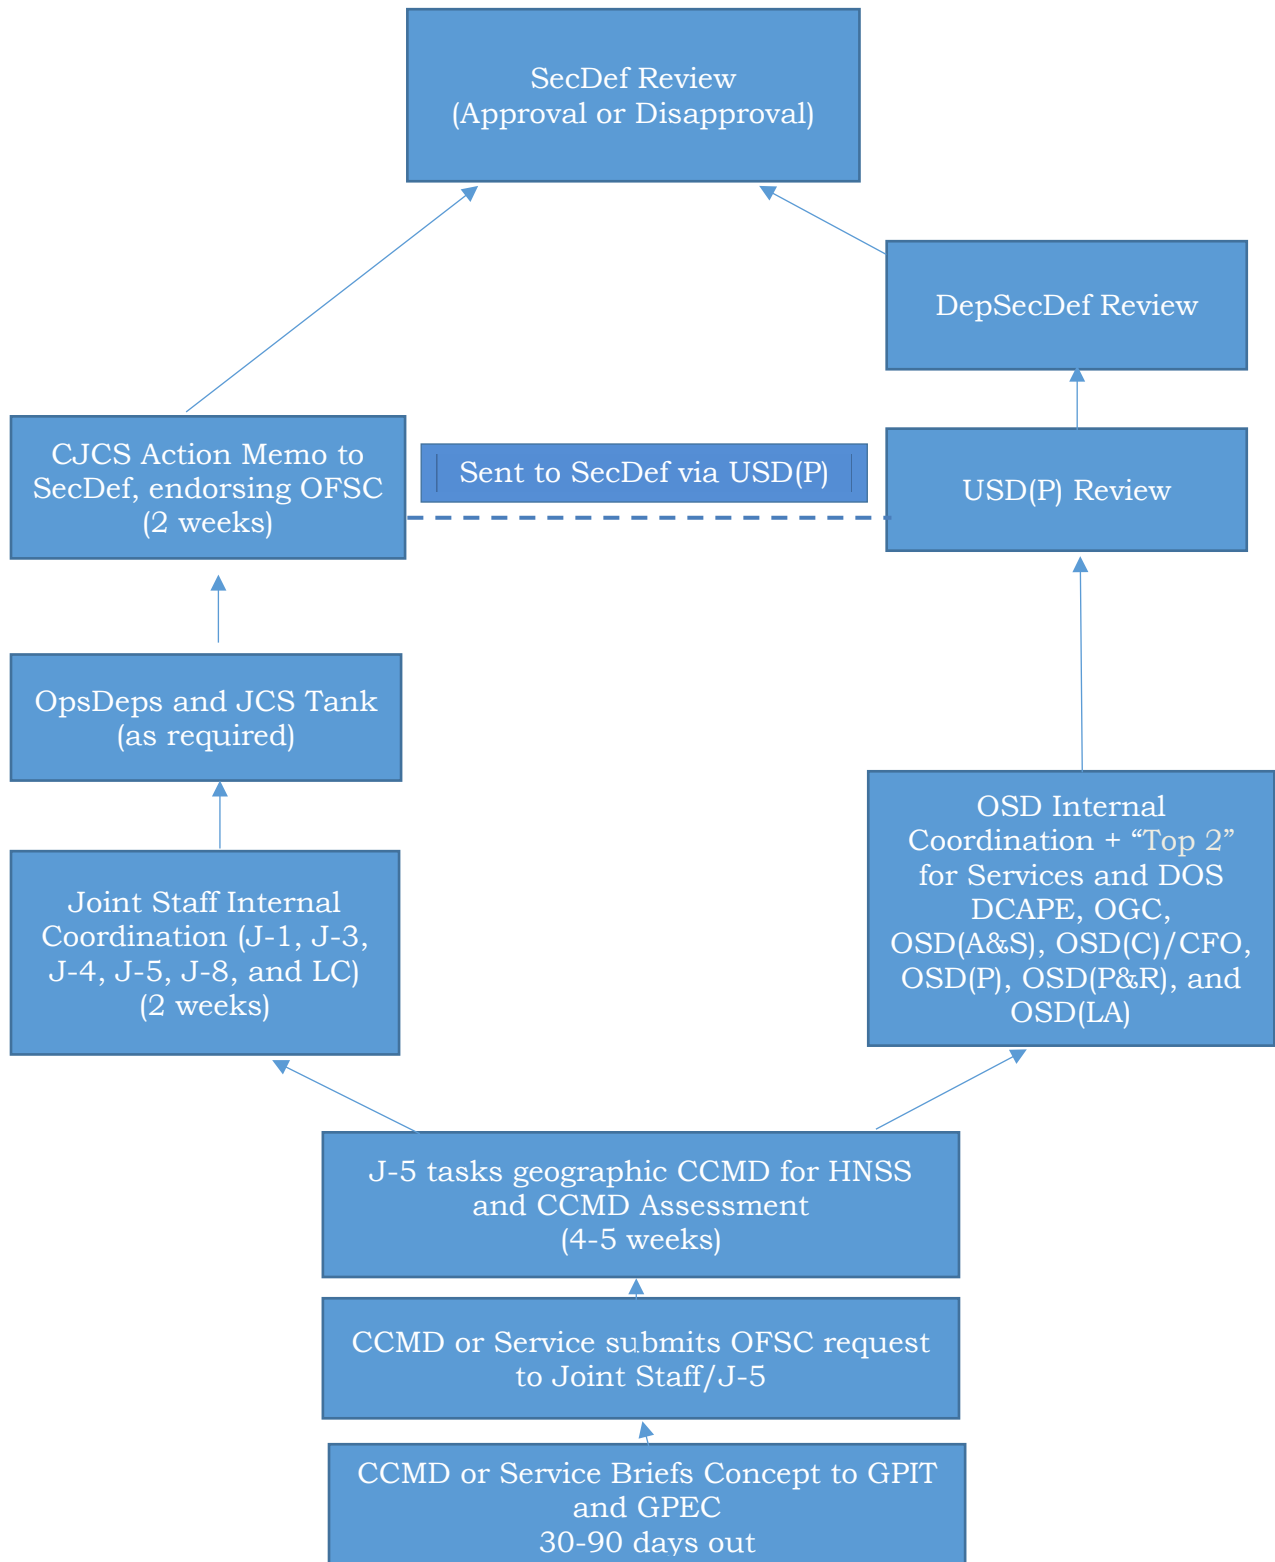 SecDef Review
(Approval or Disapproval)
DepSecDef Review
CJCS Action Memo to
SecDef, endorsing OFSC
(2 weeks)
Sent to SecDef via USD(P)
USD(P) Review
OpsDeps and JCS Tank
(as required)
OSD Internal
Coordination + “Top 2”
for Services and DOS
DCAPE, OGC,
OSD(A&S), OSD(C)/CFO,
OSD(P), OSD(P&R), and
OSD(LA)
Joint Staff Internal
Coordination (J-1, J-3,
J-4, J-5, J-8, and LC)
(2 weeks)
J-5 tasks geographic CCMD for HNSS
and CCMD Assessment
(4-5 weeks)
CCMD or Service submits OFSC request
to Joint Staff/J-5
CCMD or Service Briefs Concept to GPIT
and GPEC
30-90 days out